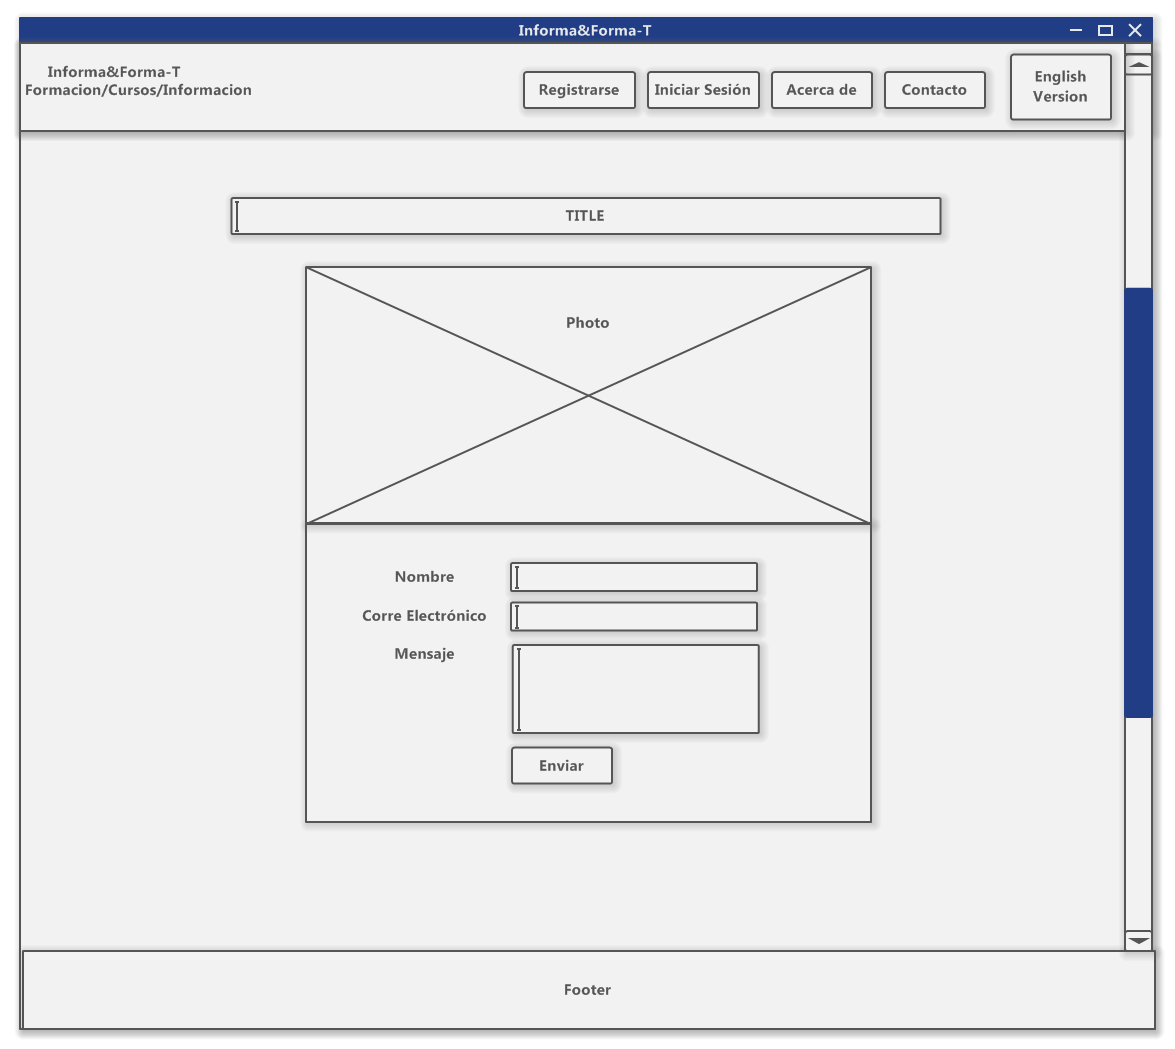 Informa&Forma-T
Informa&Forma-T
Formacion/Cursos/Informacion
Registrarse
Iniciar Sesión
Acerca de
Contacto
English
Version
TITLE
Photo
Nombre
Corre Electrónico
Mensaje
Enviar
Footer